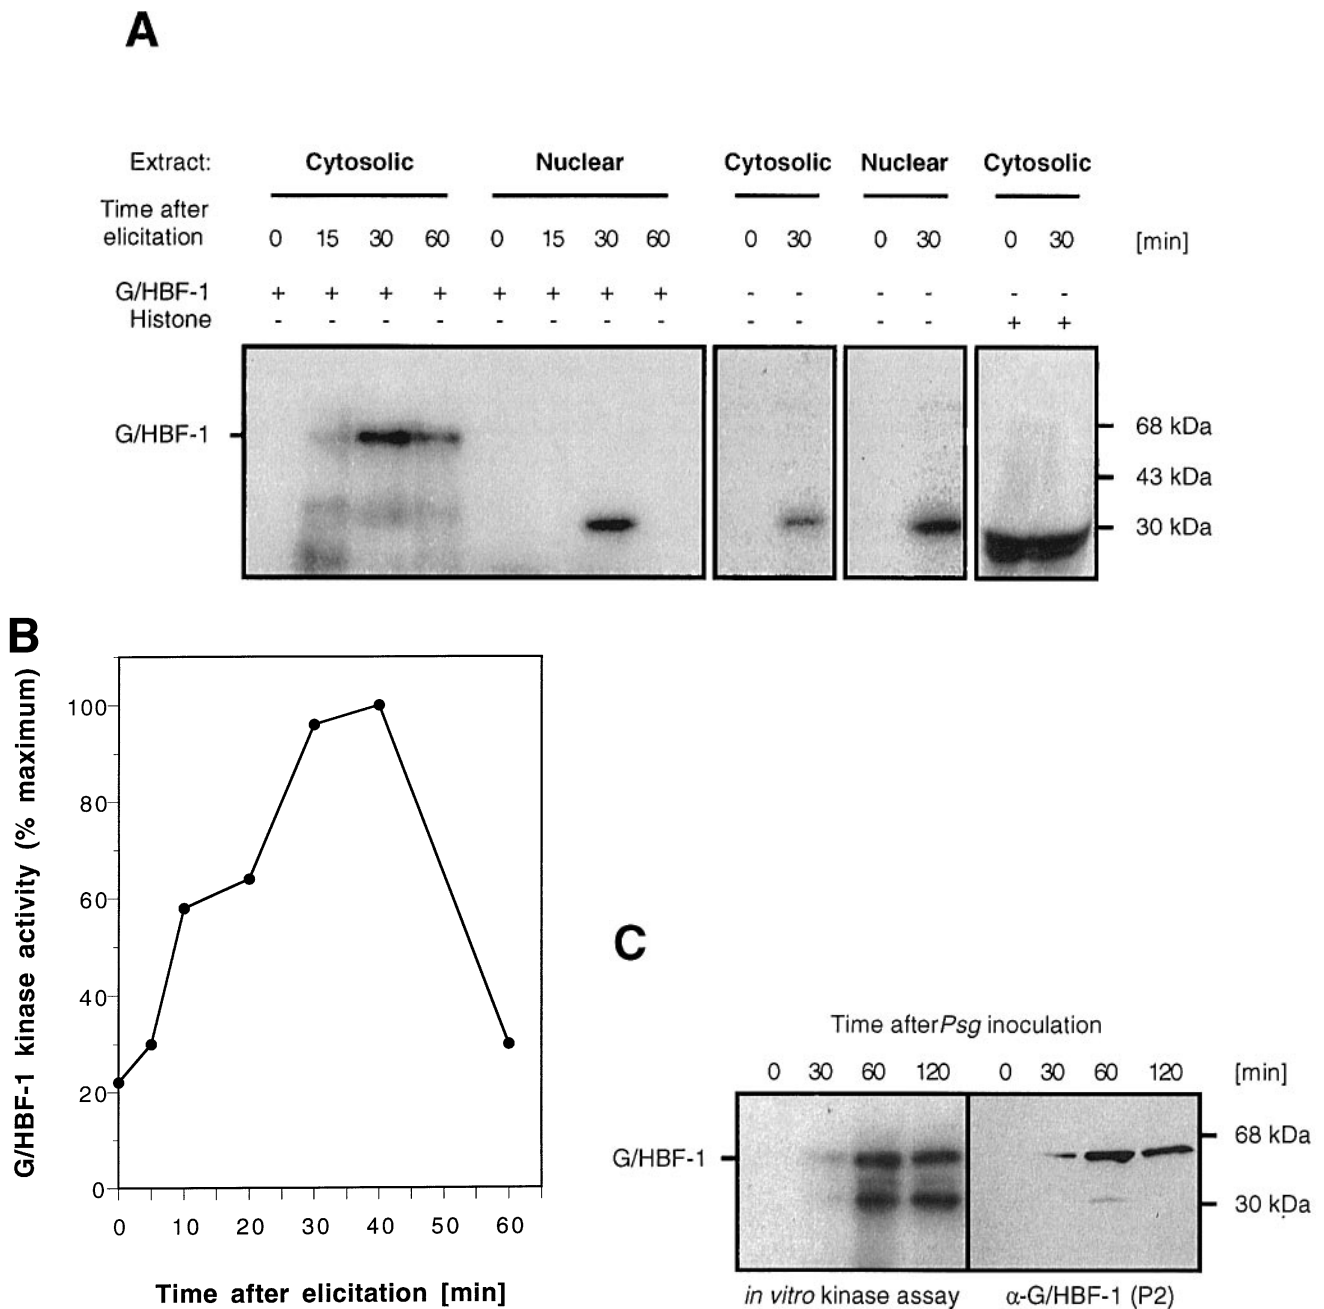 A
Extract: Cytosolic Nuclear Cytosolic Nuclear Cytosolic
Time after
elicitation 0 15 30 60 0 15 30 60 0 30 0 30 0 30 [min]
G/HBF-1 + + + + + + + + - - - - - -
Histone - - - - - - - - - - - - + +
G/HBF-1
68 kDa
43 kDa
30 kDa
B
G/HBF-1 kinase activity (% maximum)
100
80
60
40
20
0
0 10 20 30 40 50 60
Time after elicitation [min]
C
Time after Psg inoculation
0 30 60 120 0 30 60 120 [min]
68 kDa
G/HBF-1
30 kDa
in vitro kinase assay α-G/HBF-1 (P2)